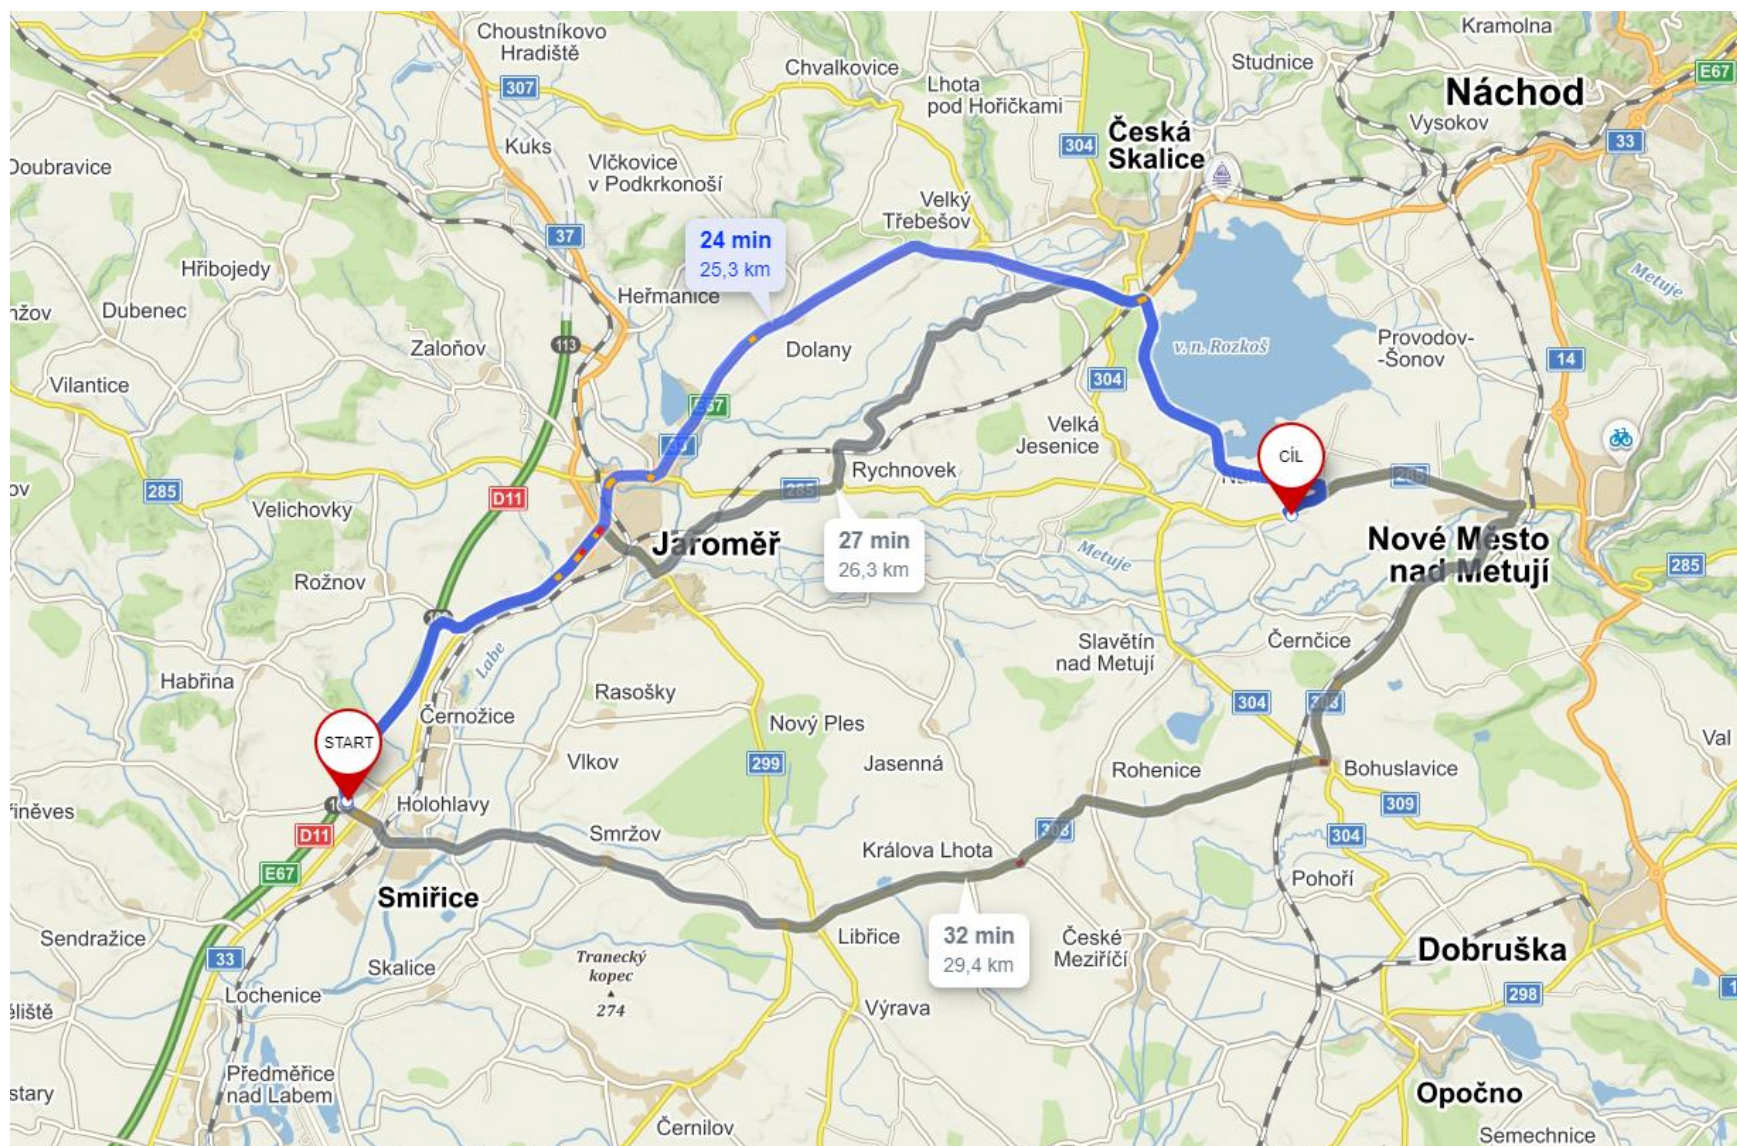 Choustníkovo
Hradiště
Kramolna
Studnice
E67
Chvalkovice
307
Lhota
pod Hořičkami
Náchod
Vysokov
Česká
Skalice
304
33
Kuks
Doubravice
Vlčkovice
v Podkrkonoší
Velký
Třebešov
37
24 min
25,3 km
Hřibojedy
Metuje
Heřmanice
Dubenec
113
Zaloňov
Dolany
v. n. Rozkoš
Provodov-
-Šonov
14
Vilantice
304
Velká
Jesenice
Rychnovek
CÍL
285
D11
285
285
Velichovky
Jaroměř
27 min
26,3 km
Metuje
Nové Město
nad Metují
285
Rožnov
Labe
Slavětín
nad Metují
Černčice
Habřina
Rasošky
304
308
Černožice
Nový Ples
START
Vlkov
299
Jasenná
Rohenice
Bohuslavice
Val
Holohlavy
309
D11
Smržov
308
304
Králova Lhota
E67
Pohoří
Smiřice
Libřice
32 min
29,4 km
České
Meziříčí
Dobruška
Sendražice
33
Skalice
Tranecký
kopec
274
Lochenice
Výrava
298
Předměřice
nad Labem
Opočno
Černilov
Semechnice